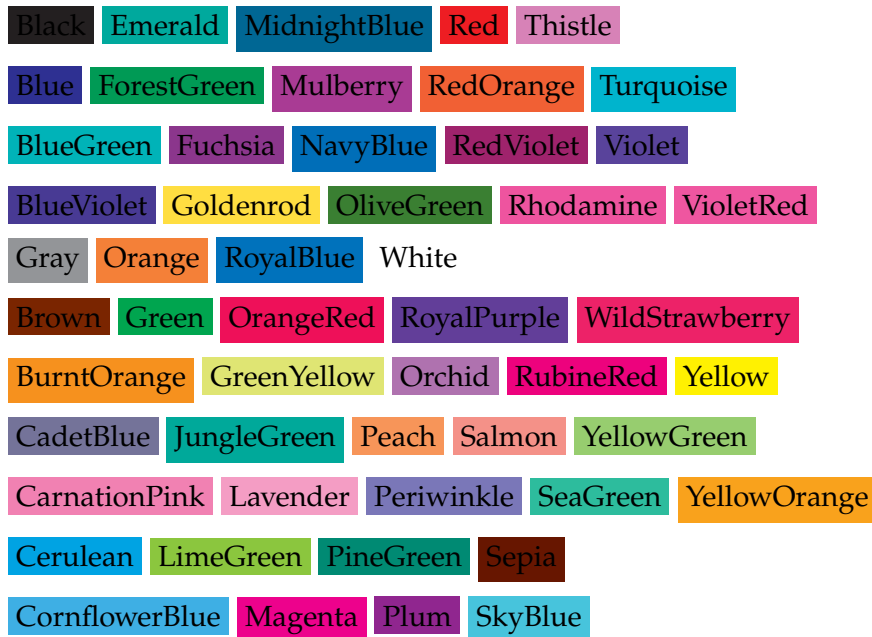 Black Emerald MidnightBlue Red Thistle
Blue ForestGreen Mulberry RedOrange Turquoise
BlueGreen Fuchsia NavyBlue RedViolet Violet
BlueViolet Goldenrod OliveGreen Rhodamine VioletRed
Gray Orange RoyalBlue White
Brown Green OrangeRed RoyalPurple WildStrawberry
BurntOrange GreenYellow Orchid RubineRed Yellow
CadetBlue JungleGreen Peach Salmon YellowGreen
CarnationPink Lavender Periwinkle SeaGreen YellowOrange
Cerulean LimeGreen PineGreen Sepia
CornflowerBlue Magenta Plum SkyBlue